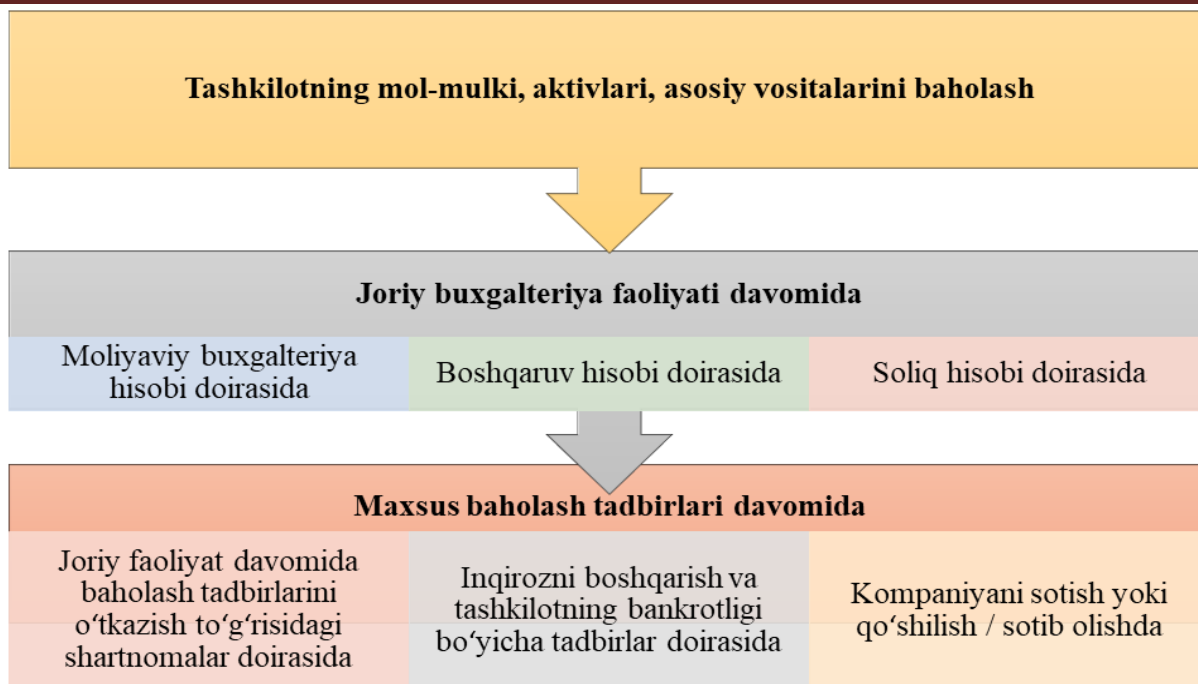 Tashkilotning mol-mulki, aktivlari, asosiy vositalarini baholash
Joriy buxgalteriya faoliyati davomida
Moliyaviy buxgalteriya
hisobi doirasida
Boshqaruv hisobi doirasida
Soliq hisobi doirasida
Maxsus baholash tadbirlari davomida
Joriy faoliyat davomida
baholash tadbirlarini
o‘tkazish to‘g‘risidagi
shartnomalar doirasida
Inqirozni boshqarish va
tashkilotning bankrotligi
bo‘yicha tadbirlar doirasida
Kompaniyani sotish yoki
qo‘shilish / sotib olishda